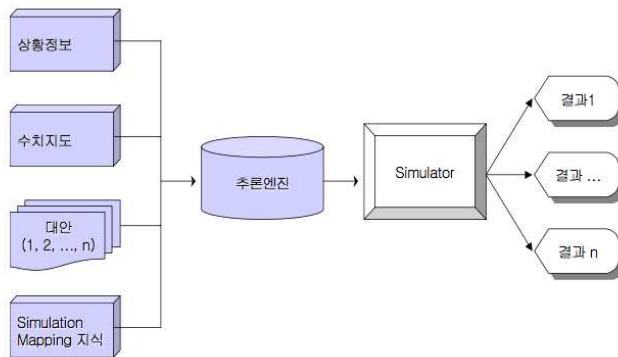 상황정보
수치지도
대안
(1, 2, ..., n)
Simulation
Mapping 지식
추론엔진
Simulator
결과1
결과 ...
결과 n